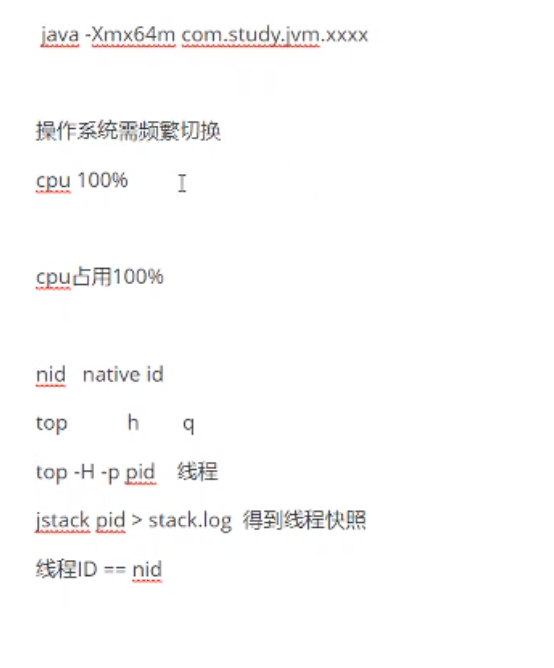 java -Xmx64m com.study.jvm.xxxx
操作系统需频繁切换
cpu 100%
cpu占用100%
nid native id
top h q
top -H -p pid 线程
jstack pid > stack.log 得到线程快照
线程ID == nid